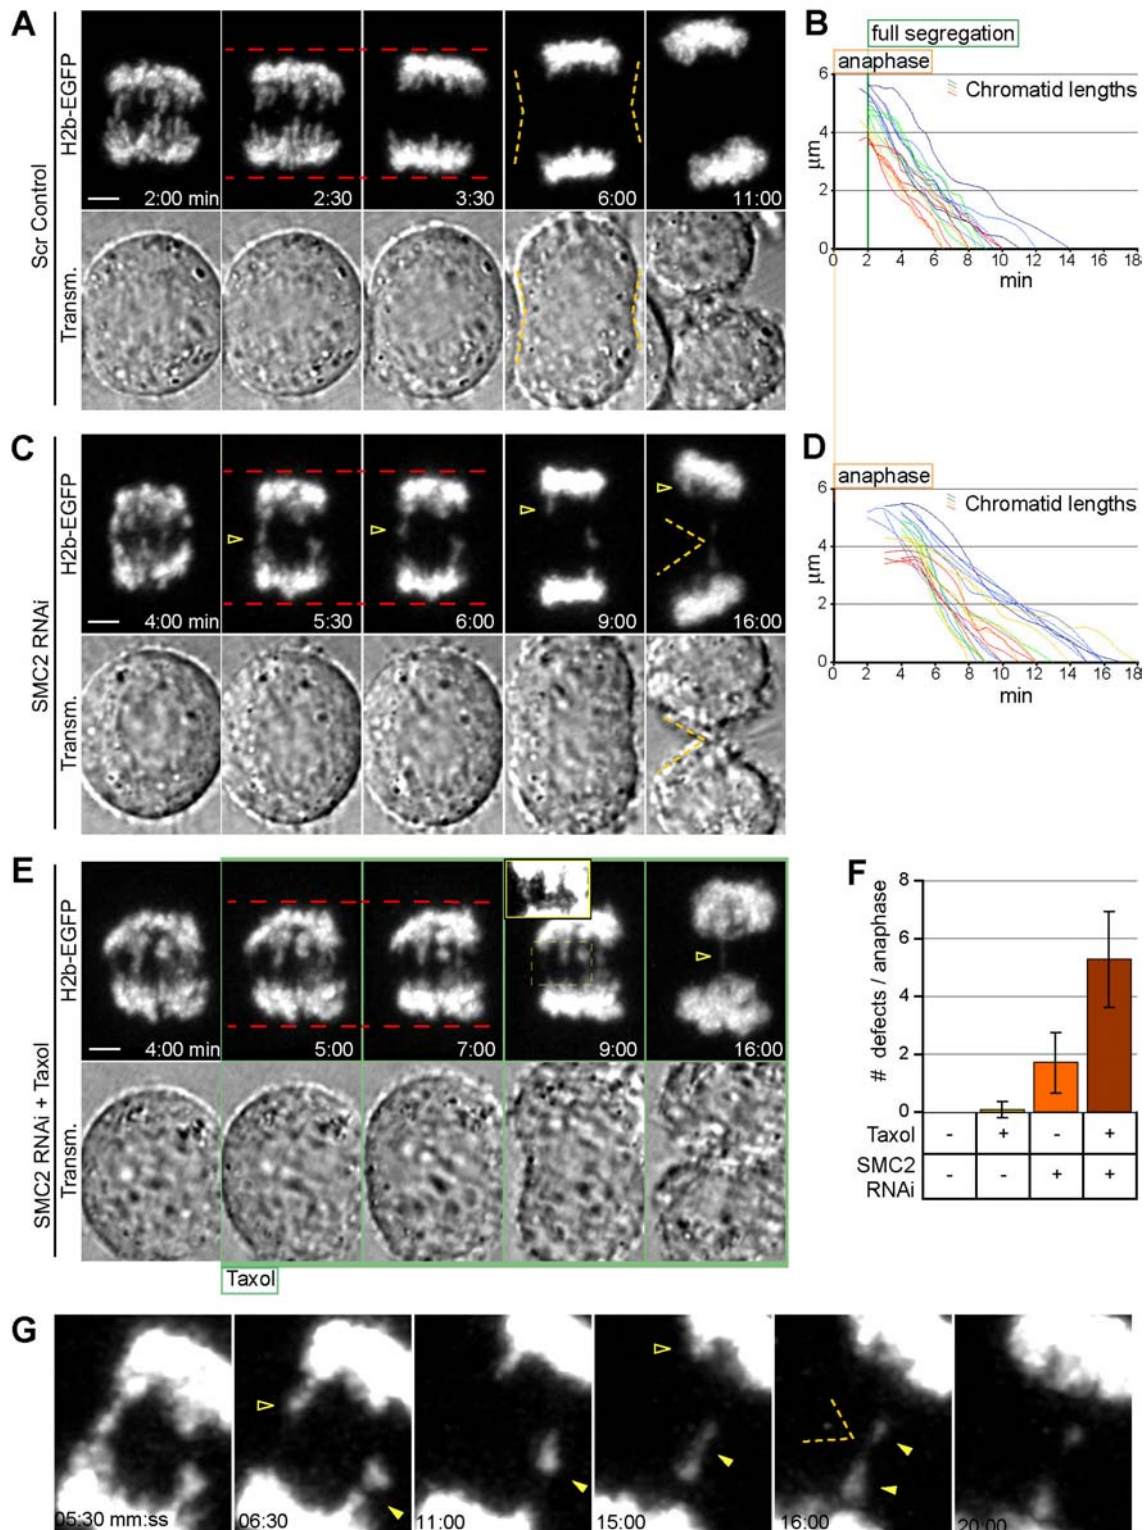 A
H2b-EGFP
Scr Control
Transm.
2:00 min
2:30
3:30
6:00
11:00
B
full segregation
anaphase
Chromatid lengths
6
4
2
0
μm
0 2 4 6 8 10 12 14 16 18
min
C
H2b-EGFP
SMC2 RNAi
Transm.
4:00 min
5:30
6:00
9:00
16:00
D
anaphase
Chromatid lengths
6
4
2
0
μm
0 2 4 6 8 10 12 14 16 18
min
E
H2b-EGFP
SMC2 RNAi + Taxol
Transm.
4:00 min
5:00
7:00
9:00
16:00
Taxol
F
# defects / anaphase
8
6
4
2
0
Taxol - + - +
SMC2 RNAi - - + +
G
05:30 mm:ss
06:30
11:00
15:00
16:00
20:00